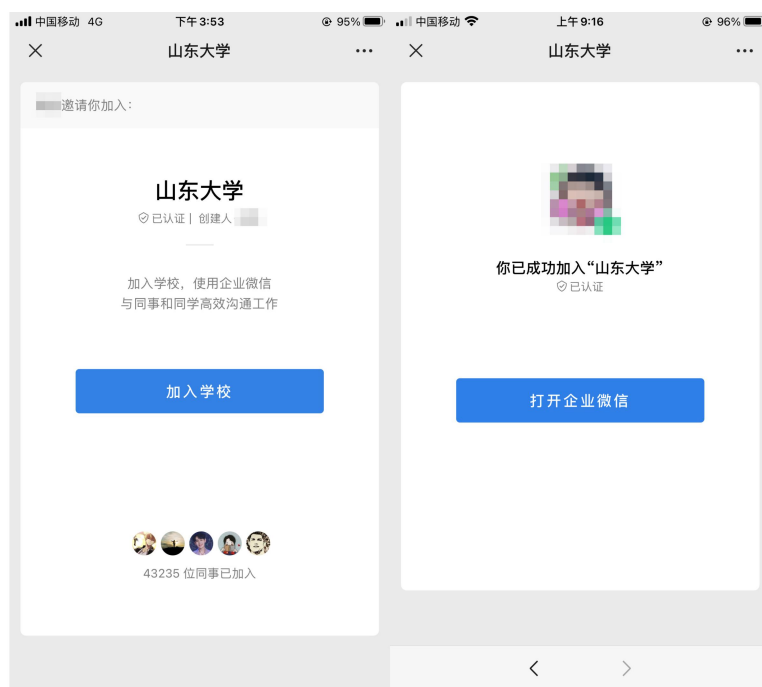 中国移动 4G
下午3:53
95%
山东大学
邀请你加入：
山东大学
已认证 | 创建人
加入学校，使用企业微信
与同事和同学高效沟通工作
加入学校
43235 位同事已加入
中国移动
上午9:16
96%
山东大学
你已成功加入“山东大学”
已认证
打开企业微信